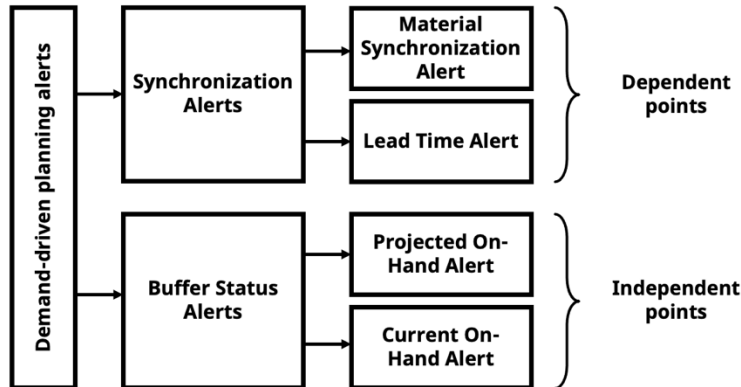 Demand-driven planning alerts
Synchronization
Alerts
Material
Synchronization
Alert
Lead Time Alert
Dependent
points
Buffer Status
Alerts
Projected On-
Hand Alert
Current On-
Hand Alert
Independent
points